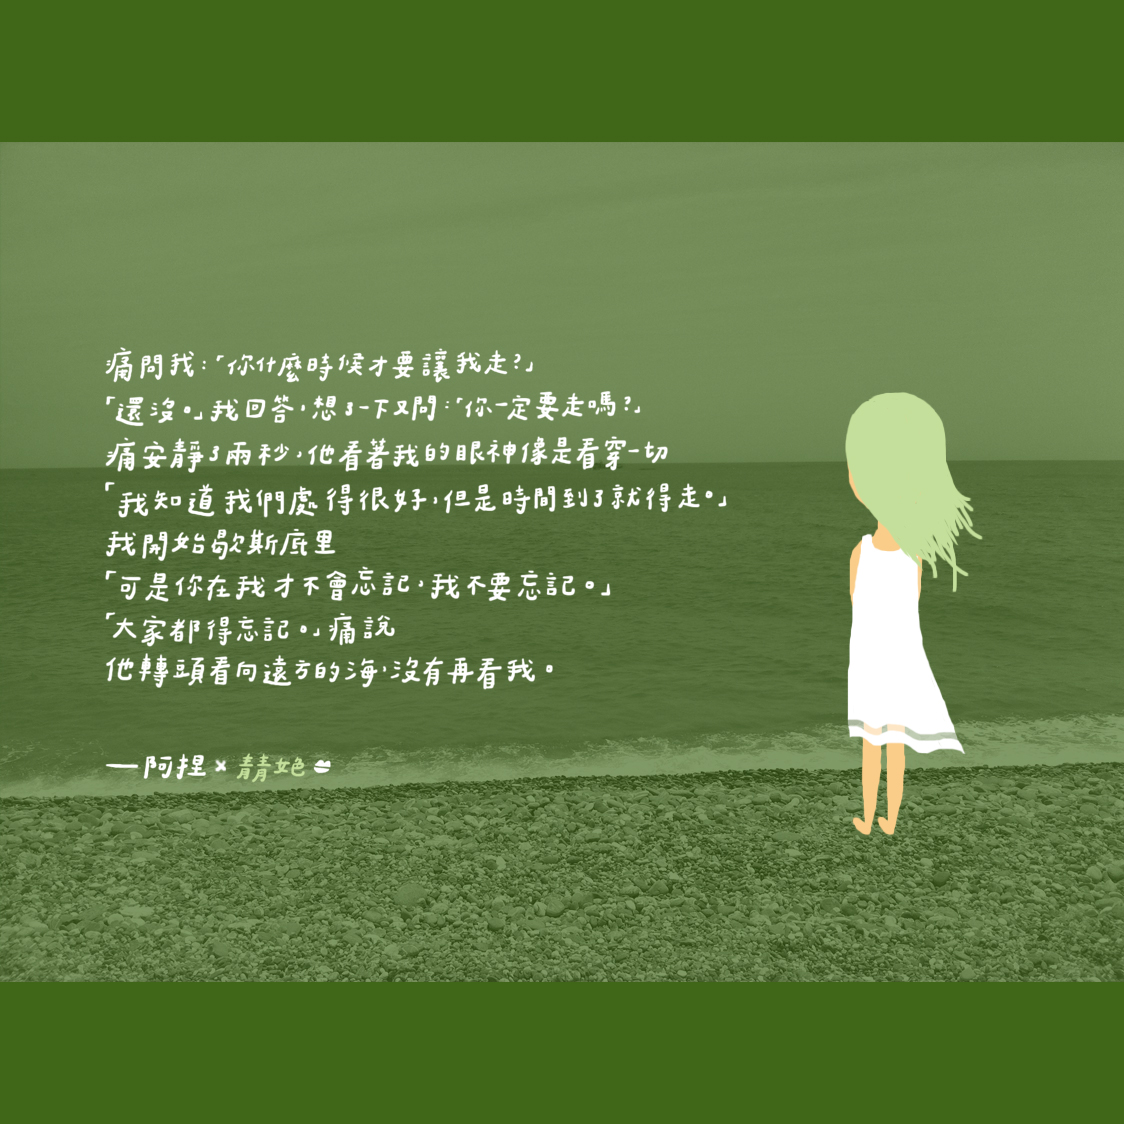 痛問我：「你什麼時候才要讓我走？」
「還沒。」我回答，想了一下又問：「你一定要走嗎？」
痛安靜了兩秒，他看著我的眼神像是看穿一切
「我知道我們處得很好，但是時間到了就得走。」
我開始歇斯底里
「可是你在我才不會忘記，我不要忘記。」
「大家都得忘記。」痛說
他轉頭看向遠方的海，沒有再看我。
—阿捏 × 青青女色